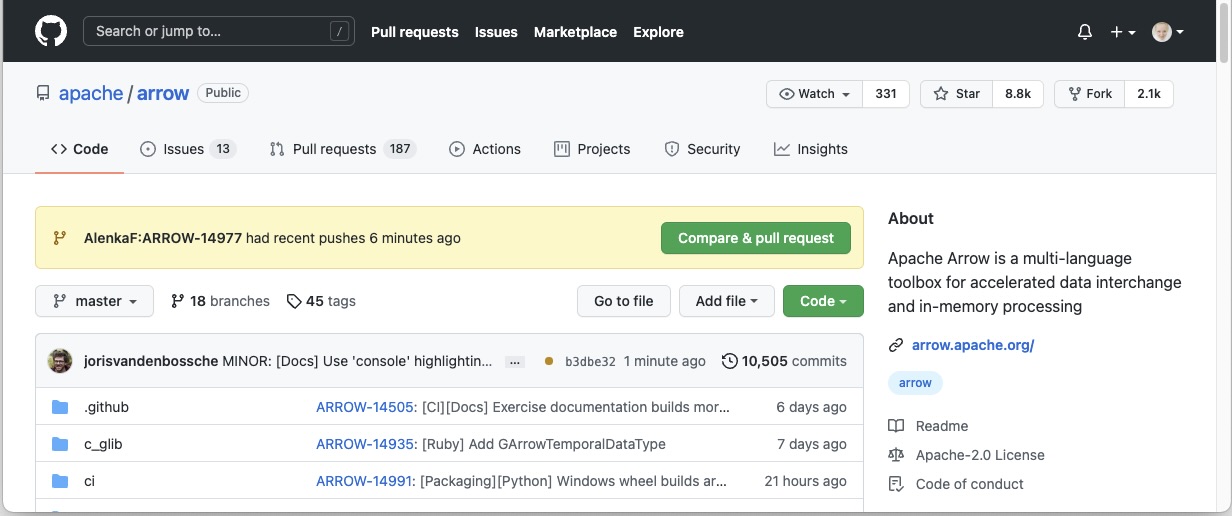 Search or jump to... / Pull requests Issues Marketplace Explore
apache / arrow Public Watch 331 Star 8.8k Fork 2.1k
Code Issues 13 Pull requests 187 Actions Projects Security Insights
AlenkaF:ARROW-14977 had recent pushes 6 minutes ago Compare & pull request
master 18 branches 45 tags Go to file Add file Code
jorisvandenbossche MINOR: [Docs] Use 'console' highlightin... ... b3dbe32 1 minute ago 10,505 commits
.github ARROW-14505: [CI][Docs] Exercise documentation builds mor... 6 days ago
c_glib ARROW-14935: [Ruby] Add GArrowTemporalDataType 7 days ago
ci ARROW-14991: [Packaging][Python] Windows wheel builds ar... 21 hours ago
About
Apache Arrow is a multi-language
toolbox for accelerated data interchange
and in-memory processing
arrow.apache.org/
arrow
Readme
Apache-2.0 License
Code of conduct